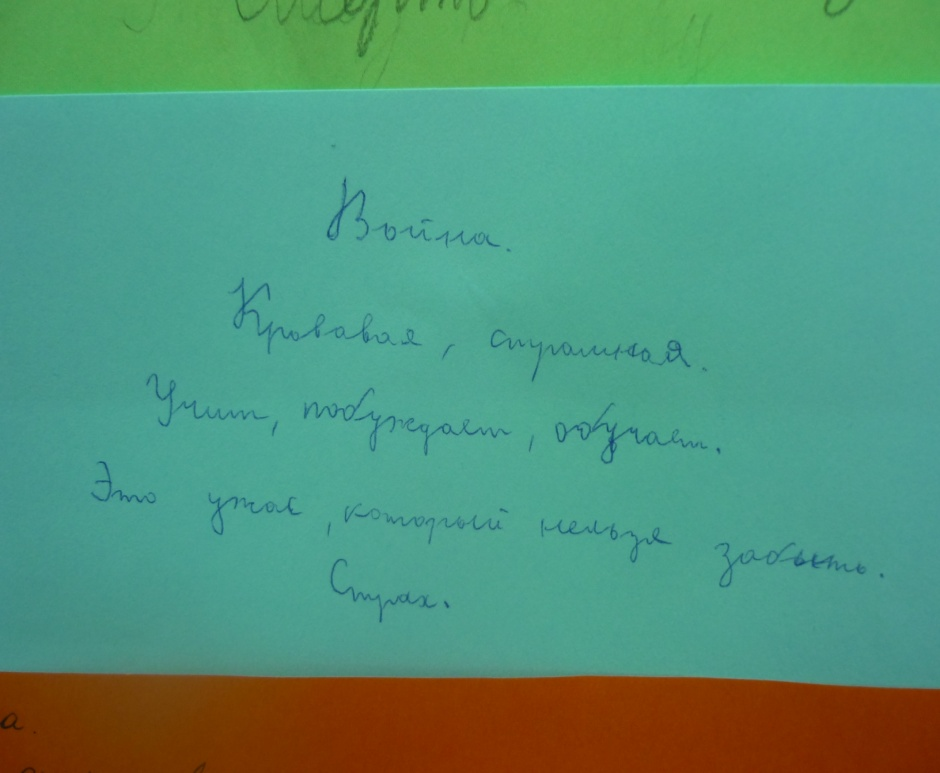 Война.
Кровавая, страшная.
Учит, побуждает, обучает.
Это ужас, который нельзя забыть.
Страх.
а.